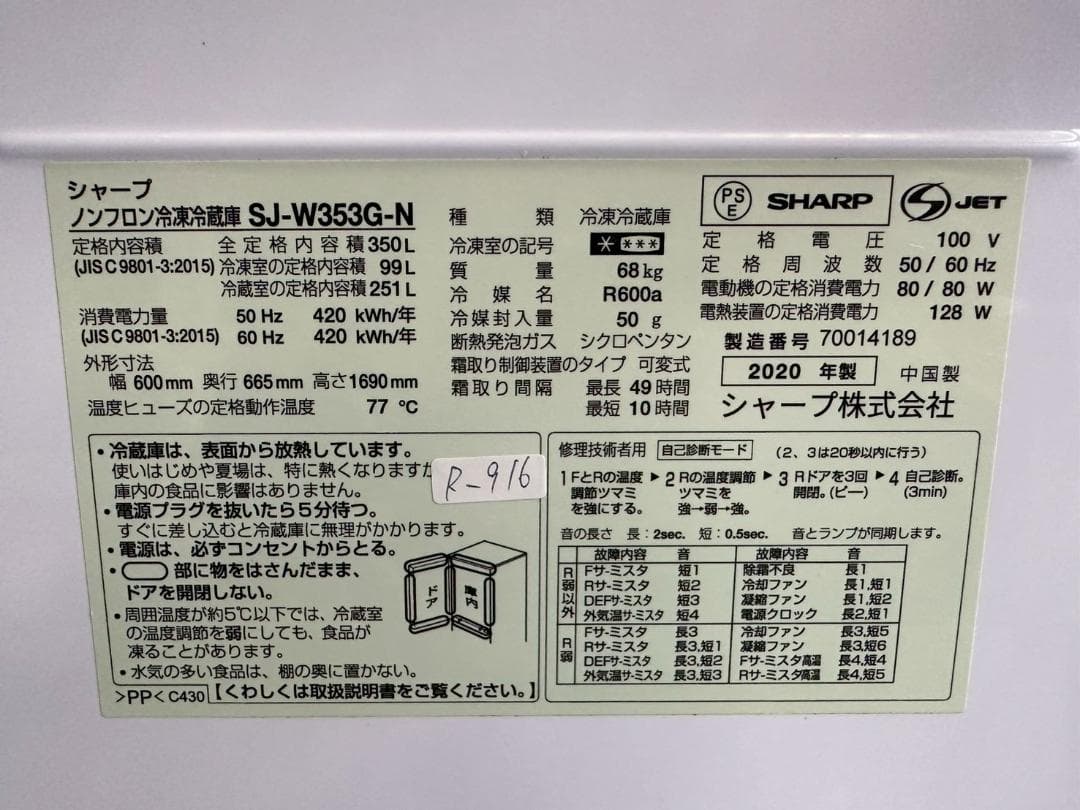 シャープ
ノンフロン冷凍冷蔵庫 SJ-W353G-N
定格内容積 全定格内容積 350 L
(JIS C 9801-3:2015) 冷凍室の定格内容積 99 L
冷蔵室の定格内容積 251 L
消費電力量 50 Hz 420 kWh/年
(JIS C 9801-3:2015) 60 Hz 420 kWh/年
外形寸法
幅 600mm 奥行 665mm 高さ1690mm
温度ヒューズの定格動作温度 77 ℃
種類 冷凍冷蔵庫
冷凍室の記号 * ***
質量 68 kg
冷媒名 R600a
冷媒封入量 50 g
断熱発泡ガス シクロペンタン
霜取り制御装置のタイプ 可変式
霜取り間隔 最長 49 時間
最短 10 時間
PSE SHARP S JET
定格電圧 100 V
定格周波数 50 / 60 Hz
電動機の定格消費電力 80 / 80 W
電熱装置の定格消費電力 128 W
製造番号 70014189
2020 年製 中国製
シャープ株式会社
・冷蔵庫は、表面から放熱しています。
使いはじめや夏場は、特に熱くなりますが
庫内の食品に影響はありません。
R-916
・電源プラグを抜いたら5分待つ。
すぐに差し込むと冷蔵庫に無理がかかります。
・電源は、必ずコンセントからとる。
・ 部に物をはさんだまま、
ドアを開閉しない。
ドア 庫内
・周囲温度が約5℃以下では、冷蔵室
の温度調節を弱にしても、食品が
凍ることがあります。
・水気の多い食品は、棚の奥に置かない。
>PP< C430 【くわしくは取扱説明書をご覧ください。】
修理技術者用 自己診断モード (2、3は20秒以内に行う)
1 FとRの温度調節ツマミを強にする。 ▶ 2 Rの温度調節ツマミを強→弱→強。 ▶ 3 Rドアを3回開閉。(ピー) ▶ 4 自己診断。(3min)
音の長さ 長:2sec. 短:0.5sec. 音とランプが同期します。
故障内容 音 故障内容 音
R弱以外 Fサ-ミスタ 短1 除霜不良 長1
Rサ-ミスタ 短2 冷却ファン 長1,短1
DEFサ-ミスタ 短3 凝縮ファン 長1,短2
外気温サ-ミスタ 短4 電源クロック 長2,短1
R弱 Fサ-ミスタ 長3 冷却ファン 長3,短5
Rサ-ミスタ 長3,短1 凝縮ファン 長3,短6
DEFサ-ミスタ 長3,短2 Fサ-ミスタ高温 長4,短4
外気温サ-ミスタ 長3,短3 Rサ-ミスタ高温 長4,短5